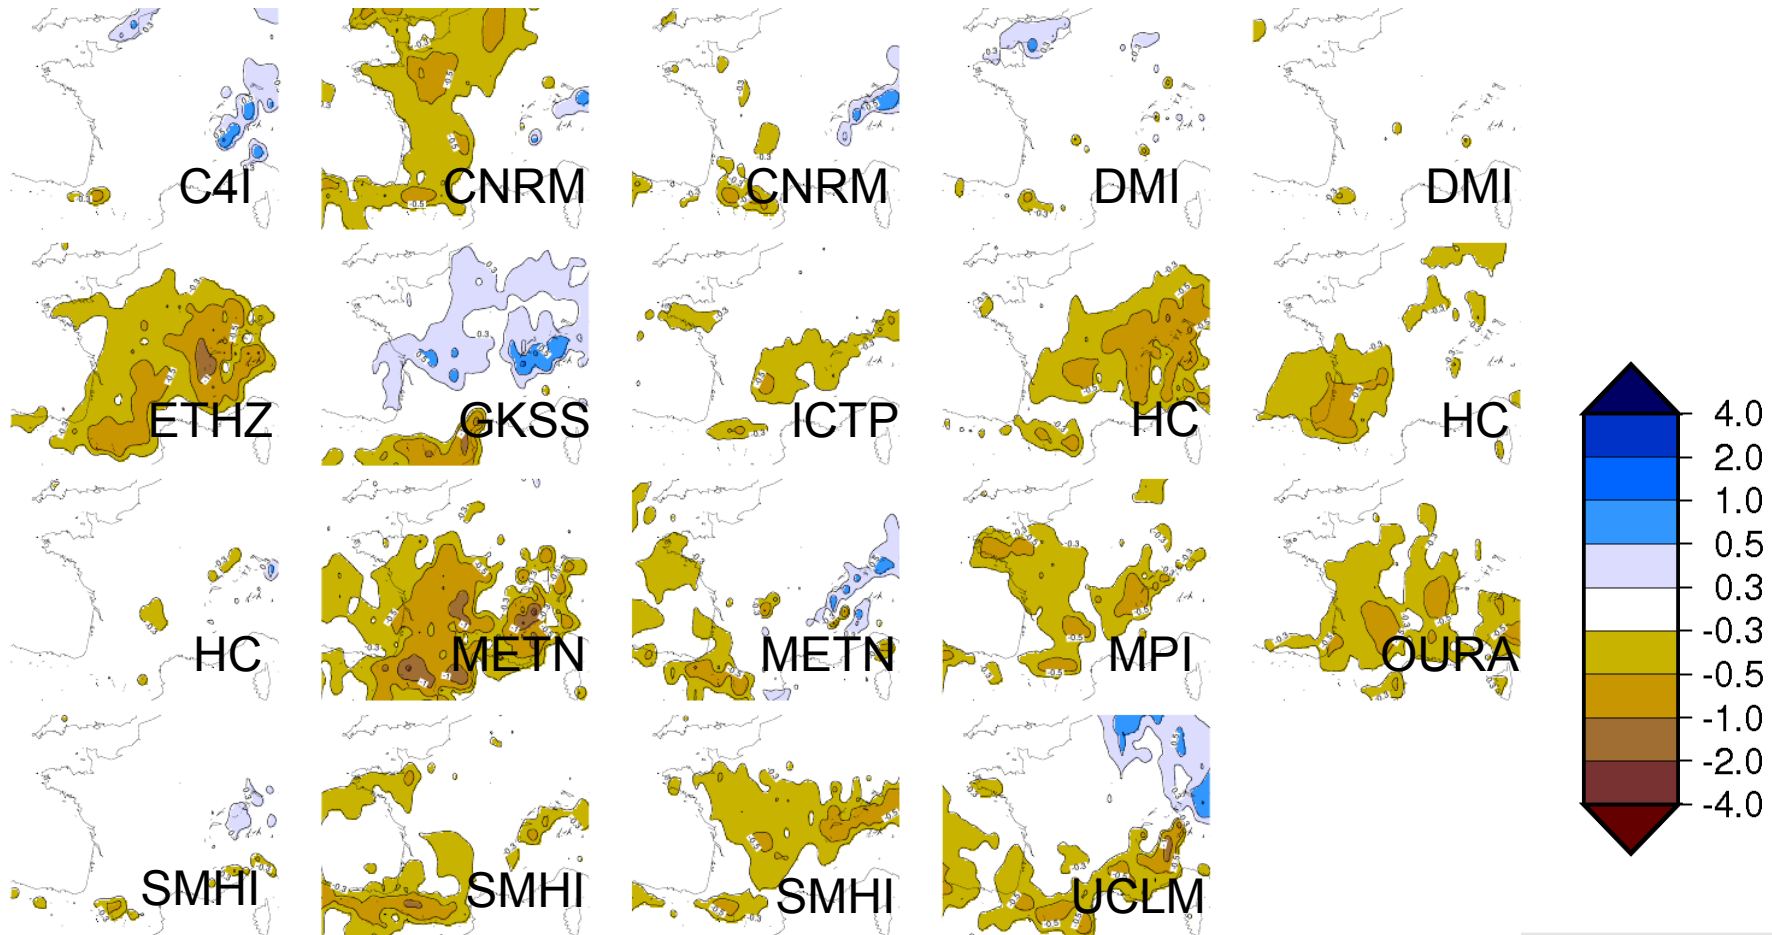 C4I
CNRM
CNRM
DMI
DMI
ETHZ
GKSS
ICTP
HC
HC
HC
METN
METN
MPI
OURA
SMHI
SMHI
SMHI
UCLM
4.0
2.0
1.0
0.5
0.3
-0.3
-0.5
-1.0
-2.0
-4.0